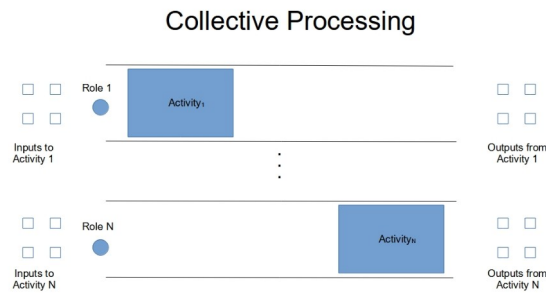 Collective Processing
Role 1
Activity₁
Inputs to
Activity 1
Outputs from
Activity 1
Role N
Activity_N
Inputs to
Activity N
Outputs from
Activity N